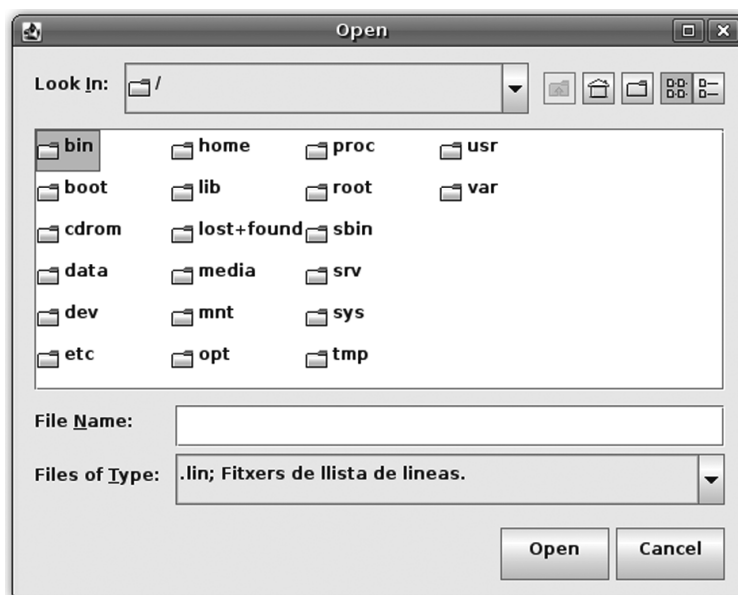 Open
Look In: /
bin home proc usr
boot lib root var
cdrom lost+found sbin
data media srv
dev mnt sys
etc opt tmp
File Name:
Files of Type: .lin; Fitxers de llista de lineas.
Open Cancel